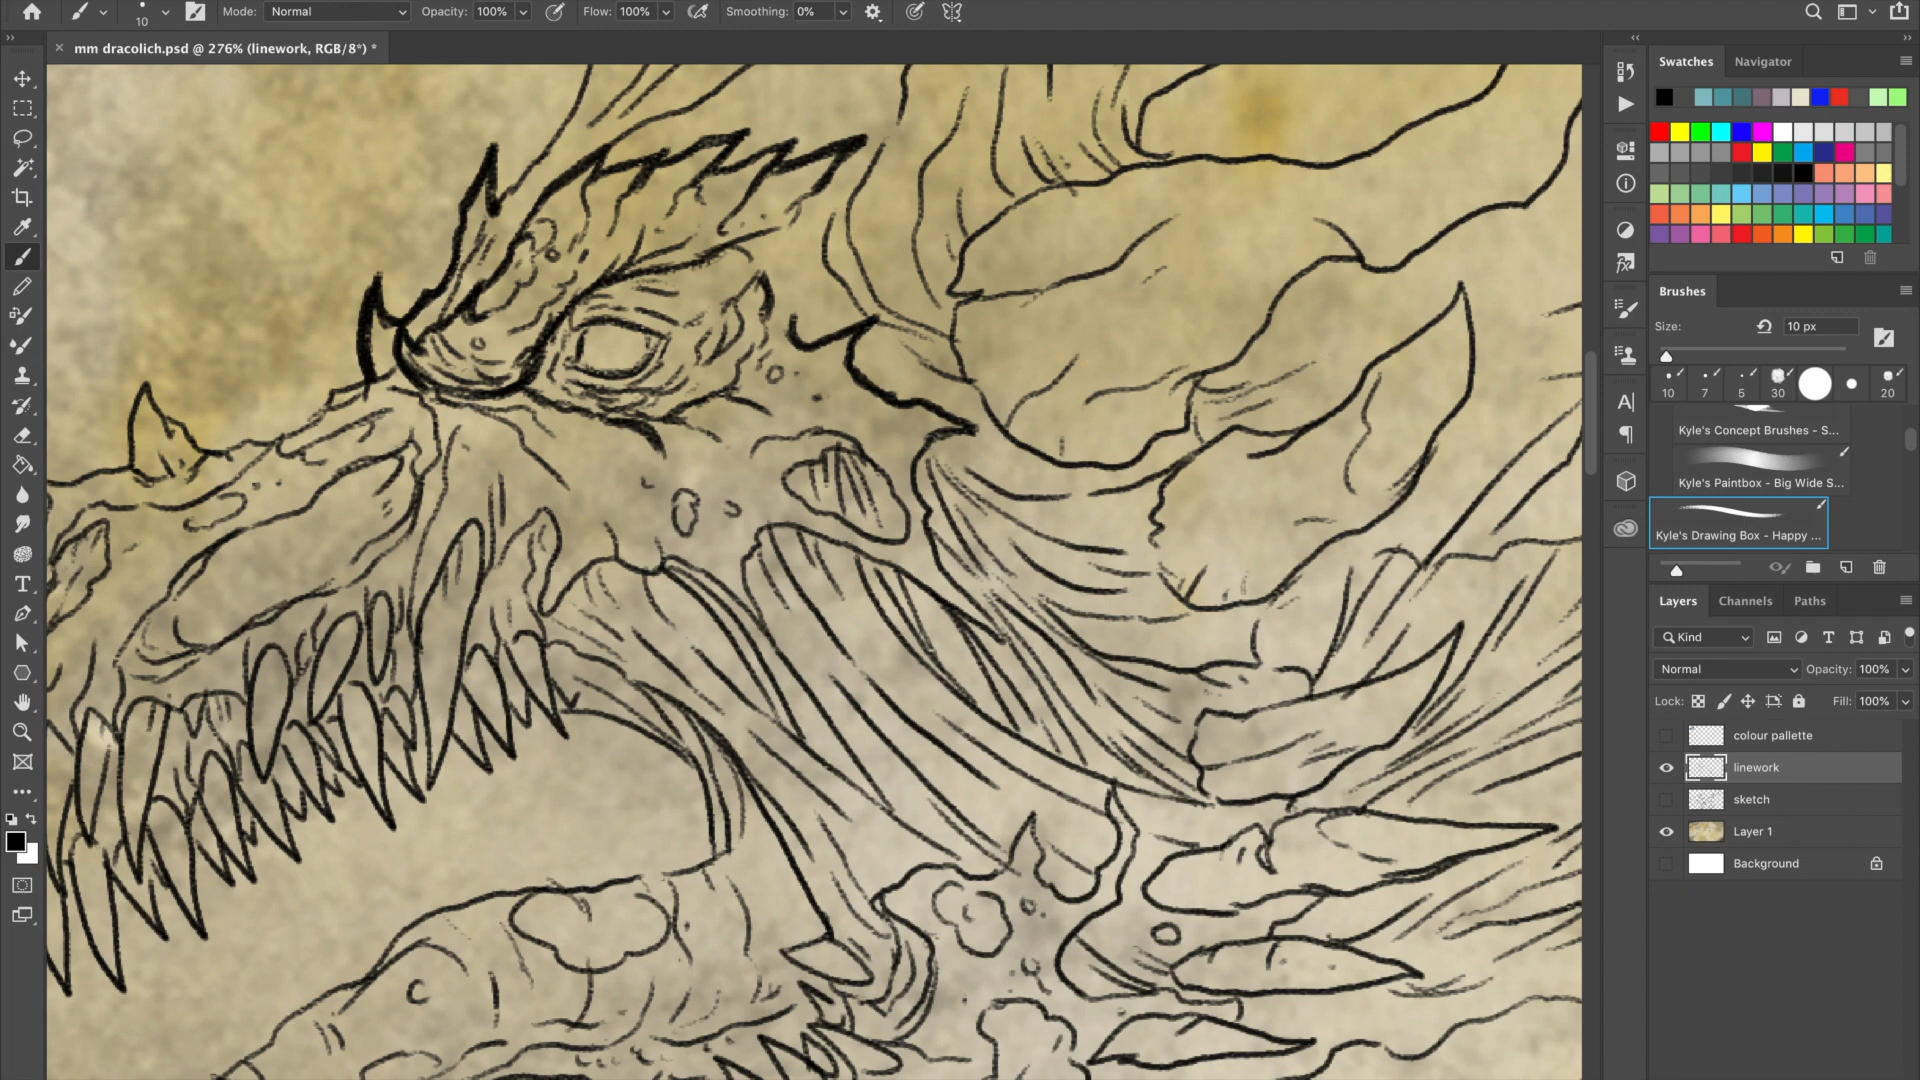 10
Mode: Normal
Opacity: 100%
Flow: 100%
Smoothing: 0%
mm dracolich.psd @ 276% (linework, RGB/8*) *
Swatches
Navigator
Brushes
Size:
10 px
10
7
5
30
20
Kyle's Concept Brushes - S...
Kyle's Paintbox - Big Wide S...
Kyle's Drawing Box - Happy ...
Layers
Channels
Paths
Kind
Normal
Opacity: 100%
Lock:
Fill: 100%
colour pallette
linework
sketch
Layer 1
Background